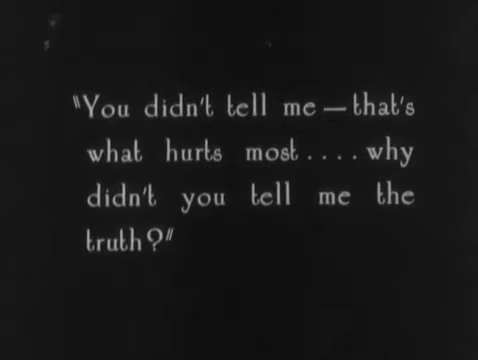 "You didn't tell me — that's
what hurts most . . . . why
didn't you tell me the
truth?"